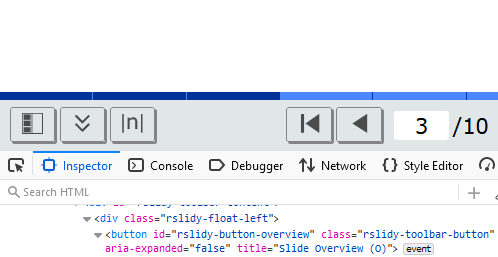 |n|
3 /10
Inspector Console Debugger Network Style Editor
Search HTML
<div class="rslidy-float-left">
<button id="rslidy-button-overview" class="rslidy-toolbar-button"
aria-expanded="false" title="Slide Overview (O)"> event